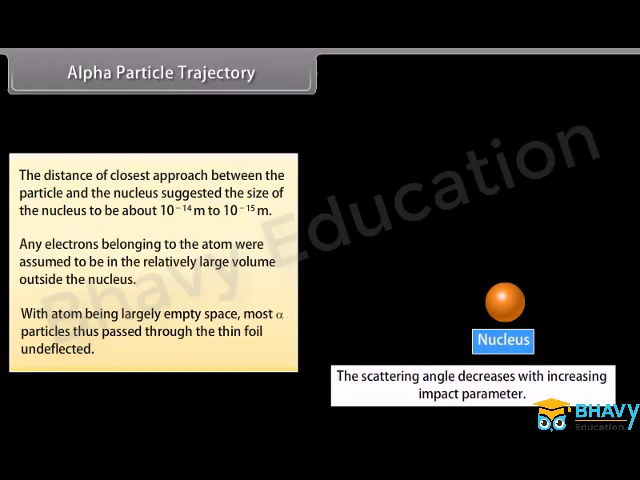 Alpha Particle Trajectory
The distance of closest approach between the
particle and the nucleus suggested the size of
the nucleus to be about 10⁻¹⁴ m to 10⁻¹⁵ m.
Any electrons belonging to the atom were
assumed to be in the relatively large volume
outside the nucleus.
With atom being largely empty space, most α
particles thus passed through the thin foil
undeflected.
Nucleus
The scattering angle decreases with increasing
impact parameter.
Bhavy Education
BHAVY
Education